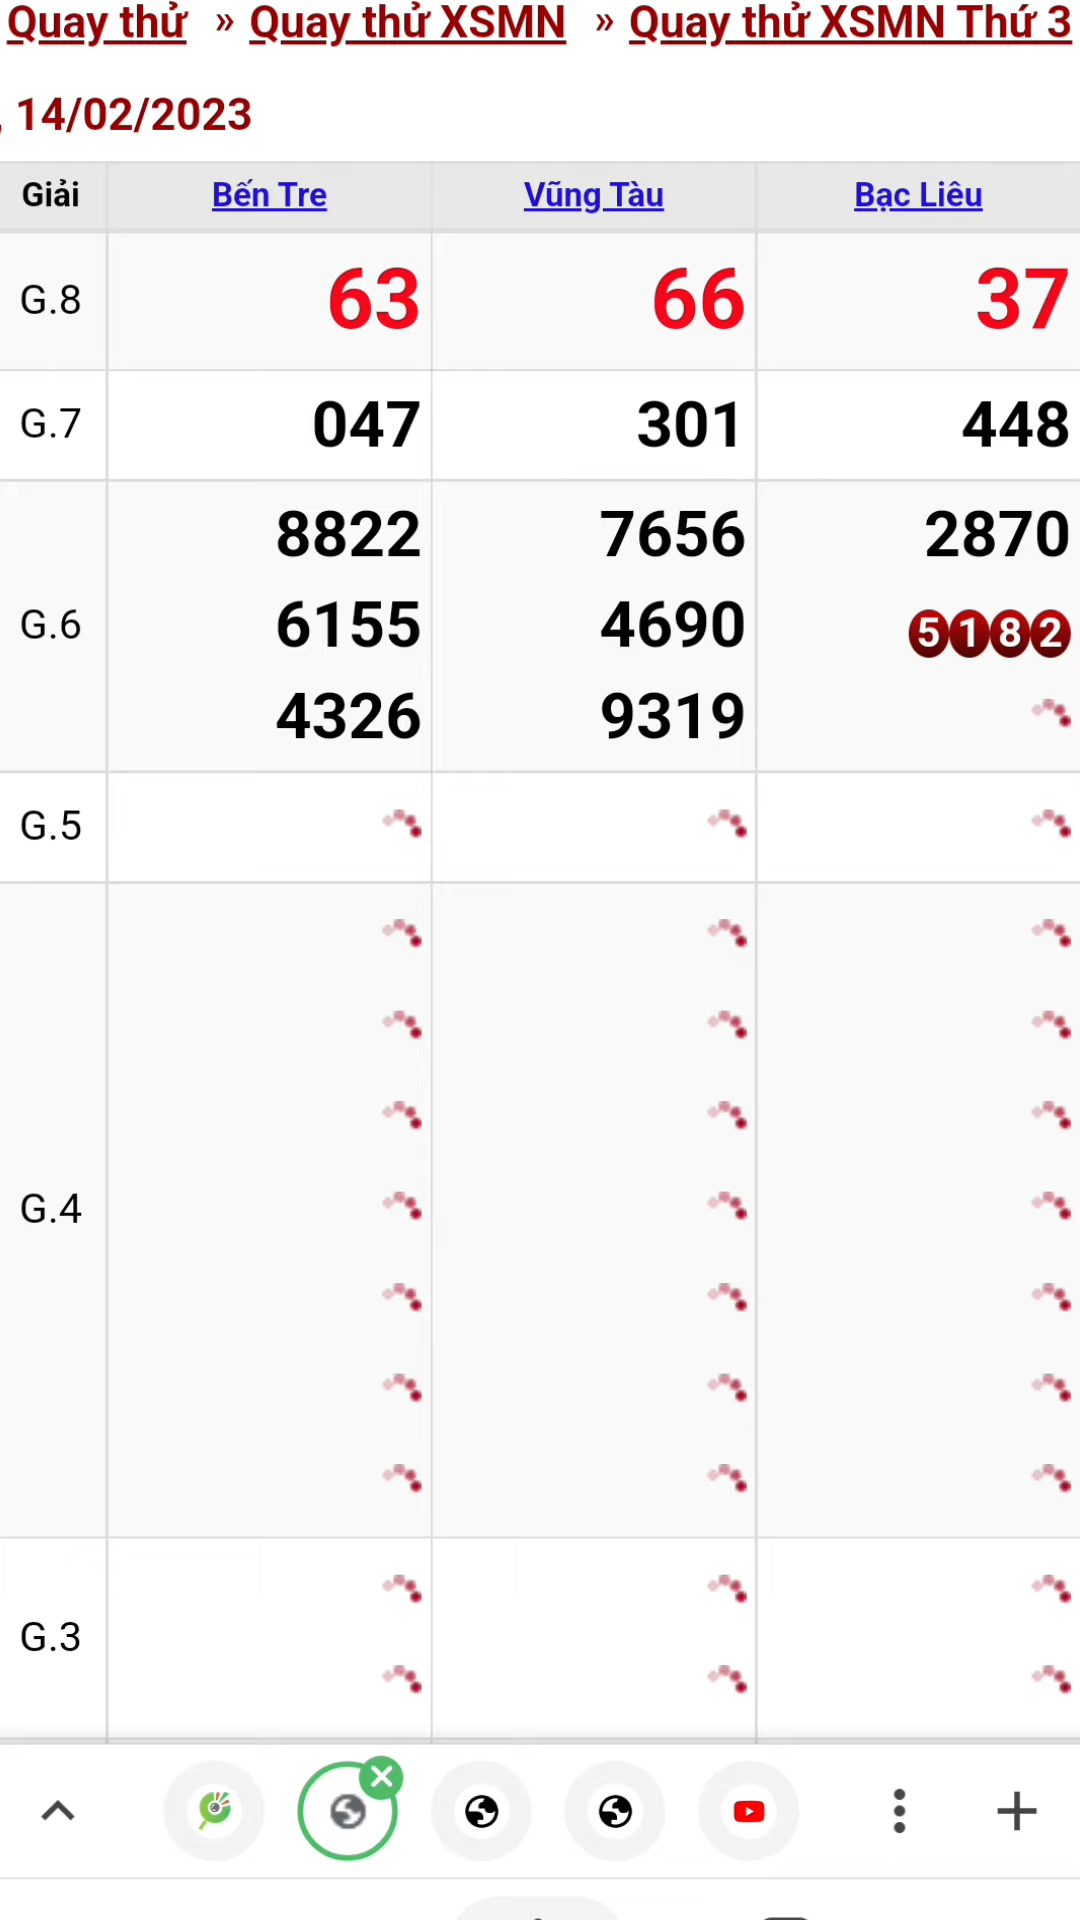 Quay thử » Quay thử XSMN » Quay thử XSMN Thứ 3
, 14/02/2023
Giải Bến Tre Vũng Tàu Bạc Liêu
G.8 63 66 37
G.7 047 301 448
8822 7656 2870
G.6 6155 4690 5182
4326 9319
G.5
G.4
G.3